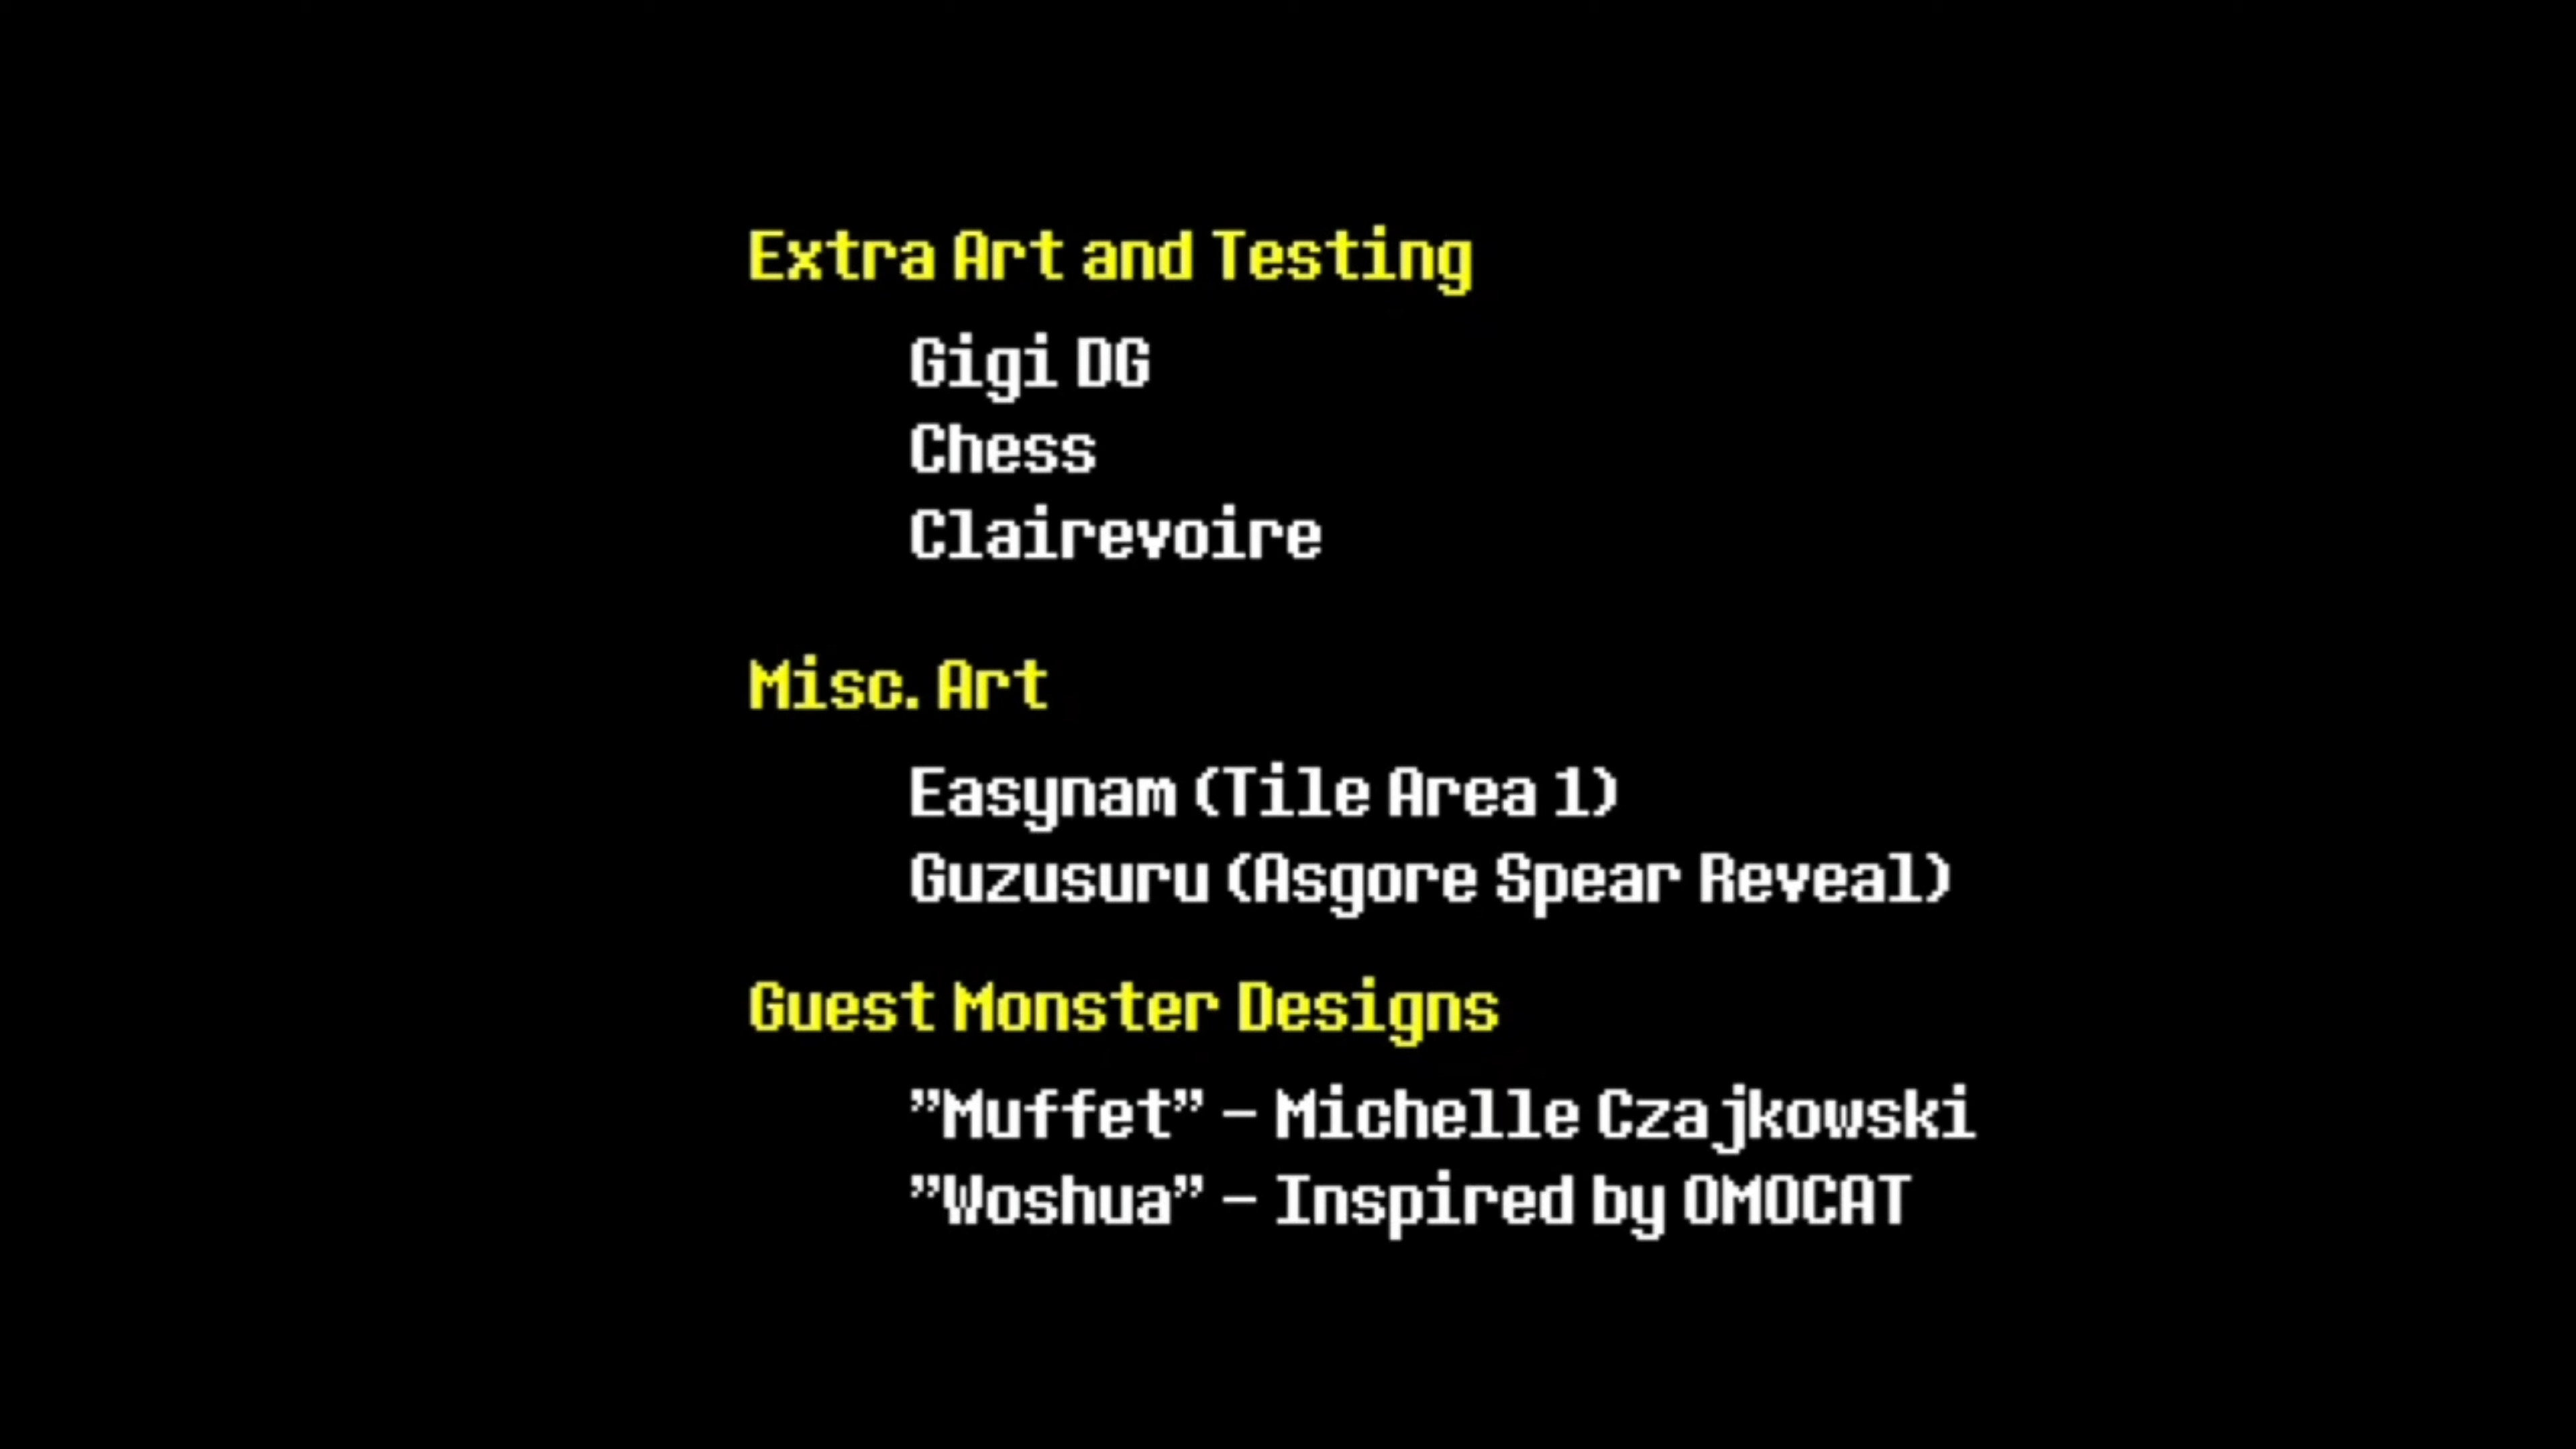 Extra Art and Testing
Gigi DG
Chess
Clairevoire
Misc. Art
Easynam (Tile Area 1)
Guzusuru (Asgore Spear Reveal)
Guest Monster Designs
”Muffet” – Michelle Czajkowski
”Woshua” – Inspired by OMOCAT